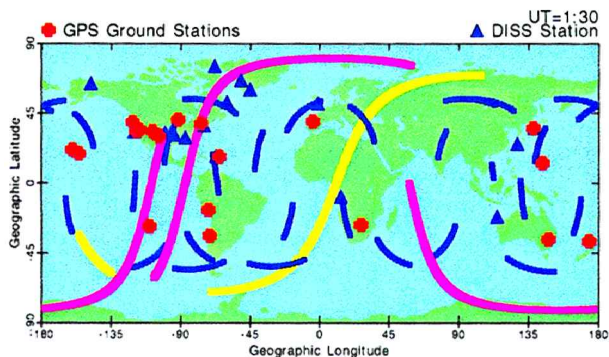 UT=1:30
GPS Ground Stations
DISS Station
Geographic Latitude
90
45
0
-45
-90
-180
-135
-90
-45
0
45
90
135
180
Geographic Longitude